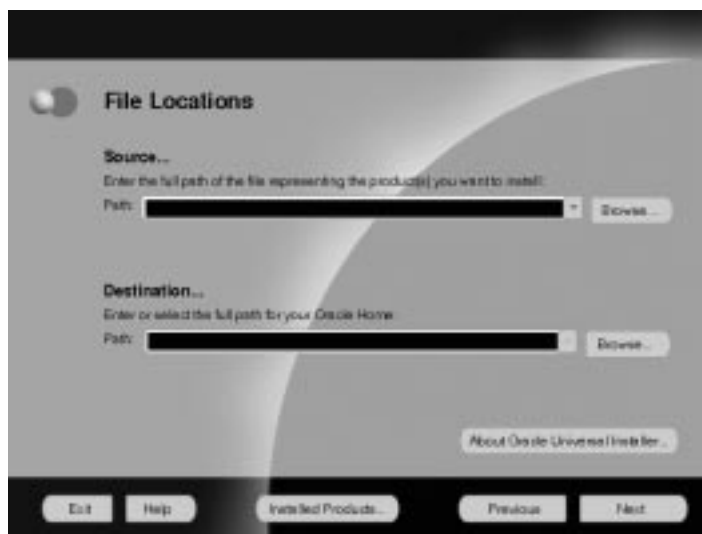 File Locations
Source...
Enter the full path of the file representing the product(s) you want to install:
Path:
Browse...
Destination...
Enter or select the full path for your Oracle Home:
Path:
Browse...
About Oracle Universal Installer...
Exit Help Installed Products... Previous Next